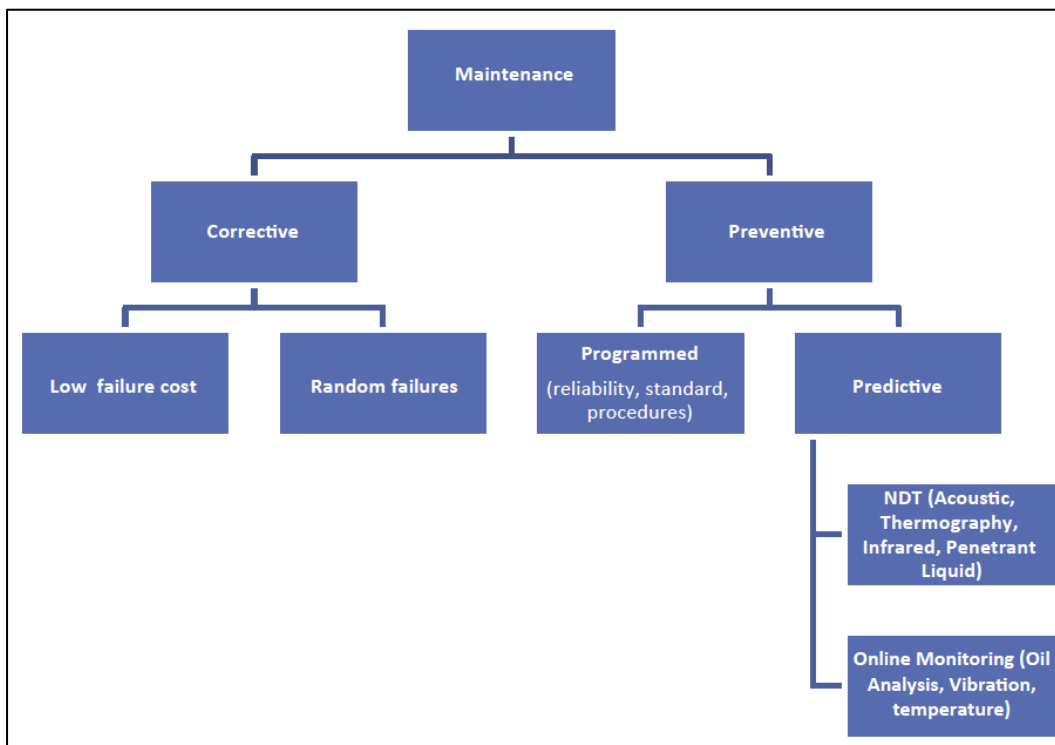 Maintenance
Corrective
Preventive
Low failure cost
Random failures
Programmed
(reliability, standard,
procedures)
Predictive
NDT (Acoustic,
Thermography,
Infrared, Penetrant
Liquid)
Online Monitoring (Oil
Analysis, Vibration,
temperature)